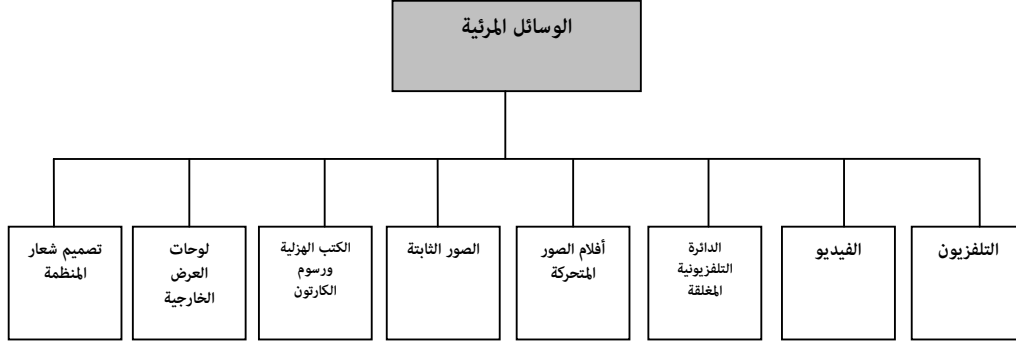 الوسائل المرئية
التلفزيون
الفيديو
الدائرة
التلفزيونية
المغلقة
أفلام الصور
المتحركة
الصور الثابتة
الكتب الهزلية
ورسوم
الكارتون
لوحات
العرض
الخارجية
تصميم شعار
المنظمة